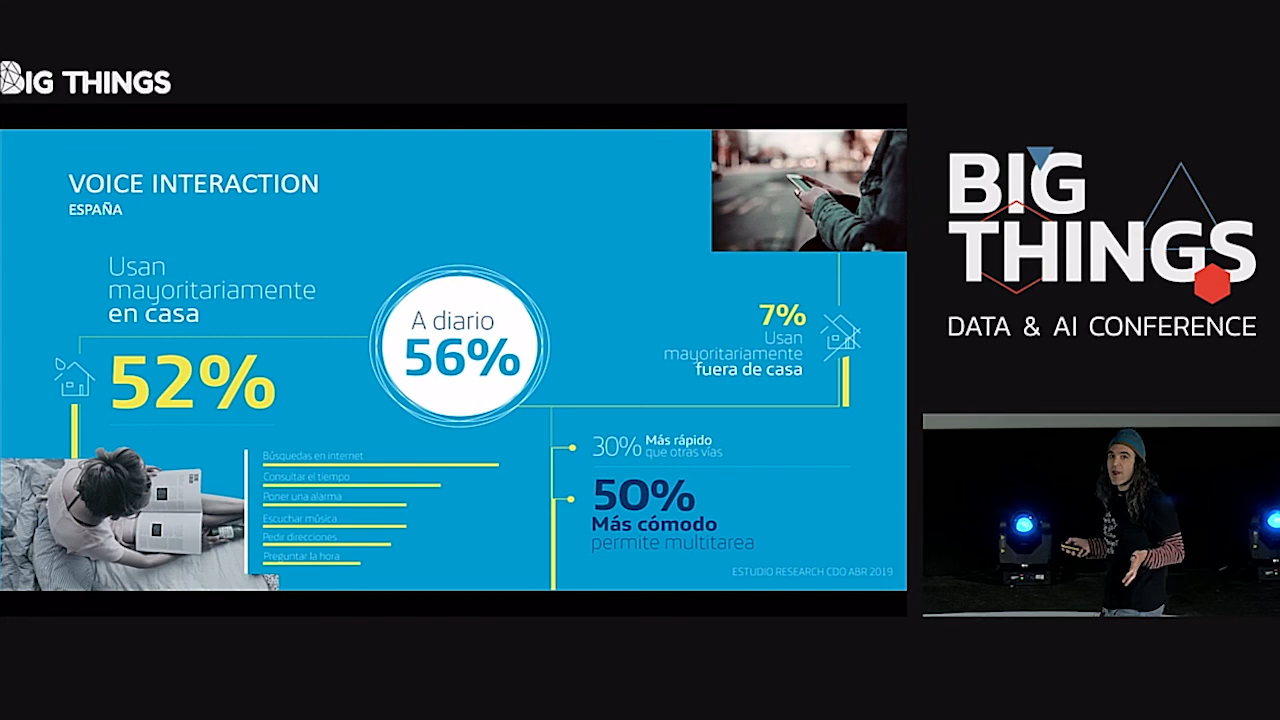 BIG THINGS
VOICE INTERACTION
ESPAÑA
Usan
mayoritariamente
en casa
52%
A diario
56%
7%
Usan
mayoritariamente
fuera de casa
Búsquedas en internet
Consultar el tiempo
Poner una alarma
Escuchar música
Pedir direcciones
Preguntar la hora
30% Más rápido
que otras vías
50%
Más cómodo
permite multitarea
ESTUDIO RESEARCH CDO ABR 2019
BIG
THINGS
DATA & AI CONFERENCE